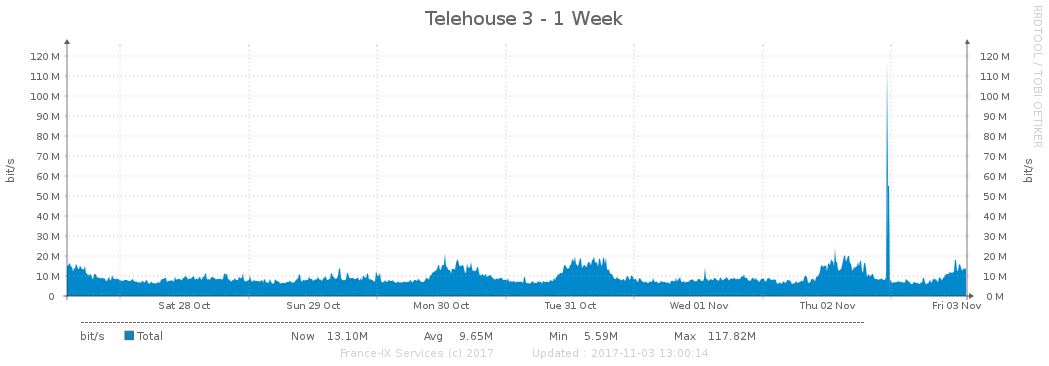 Telehouse 3 - 1 Week
RRDTOOL / TOBI OETIKER
bit/s
120 M 120 M
110 M 110 M
100 M 100 M
90 M 90 M
80 M 80 M
70 M 70 M
60 M 60 M
50 M 50 M
40 M 40 M
30 M 30 M
20 M 20 M
10 M 10 M
0 0 M
bit/s
Sat 28 Oct Sun 29 Oct Mon 30 Oct Tue 31 Oct Wed 01 Nov Thu 02 Nov Fri 03 Nov
bit/s Total Now 13.10M Avg 9.65M Min 5.59M Max 117.82M
France-IX Services (c) 2017 Updated : 2017-11-03 13:00:14